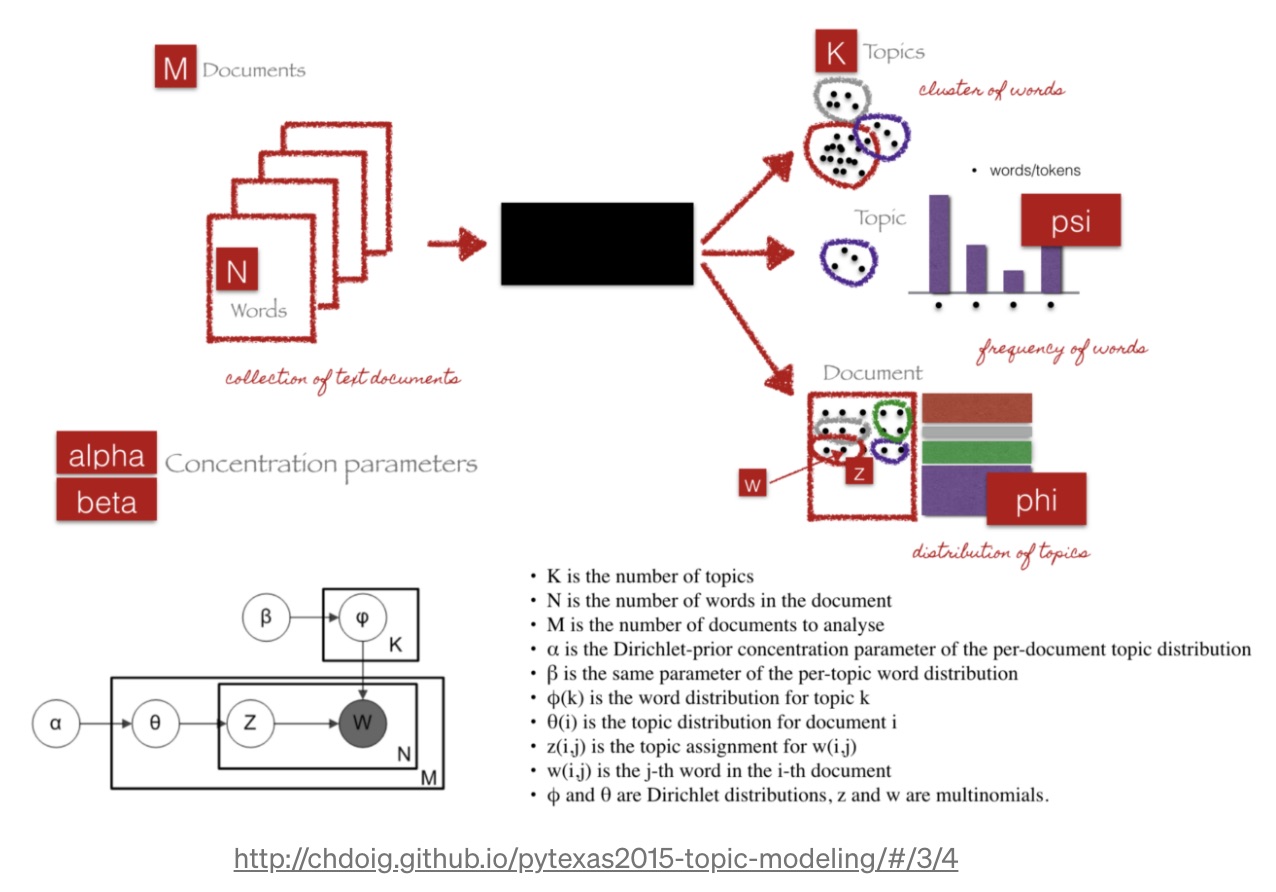 M Documents
K Topics
cluster of words
• words/tokens
Topic
psi
N
Words
frequency of words
collection of text documents
Document
w
z
phi
distribution of topics
alpha
beta
Concentration parameters
β
φ
K
α
θ
Z
W
N
M
• K is the number of topics
• N is the number of words in the document
• M is the number of documents to analyse
• α is the Dirichlet-prior concentration parameter of the per-document topic distribution
• β is the same parameter of the per-topic word distribution
• ϕ(k) is the word distribution for topic k
• θ(i) is the topic distribution for document i
• z(i,j) is the topic assignment for w(i,j)
• w(i,j) is the j-th word in the i-th document
• ϕ and θ are Dirichlet distributions, z and w are multinomials.
http://chdoig.github.io/pytexas2015-topic-modeling/#/3/4